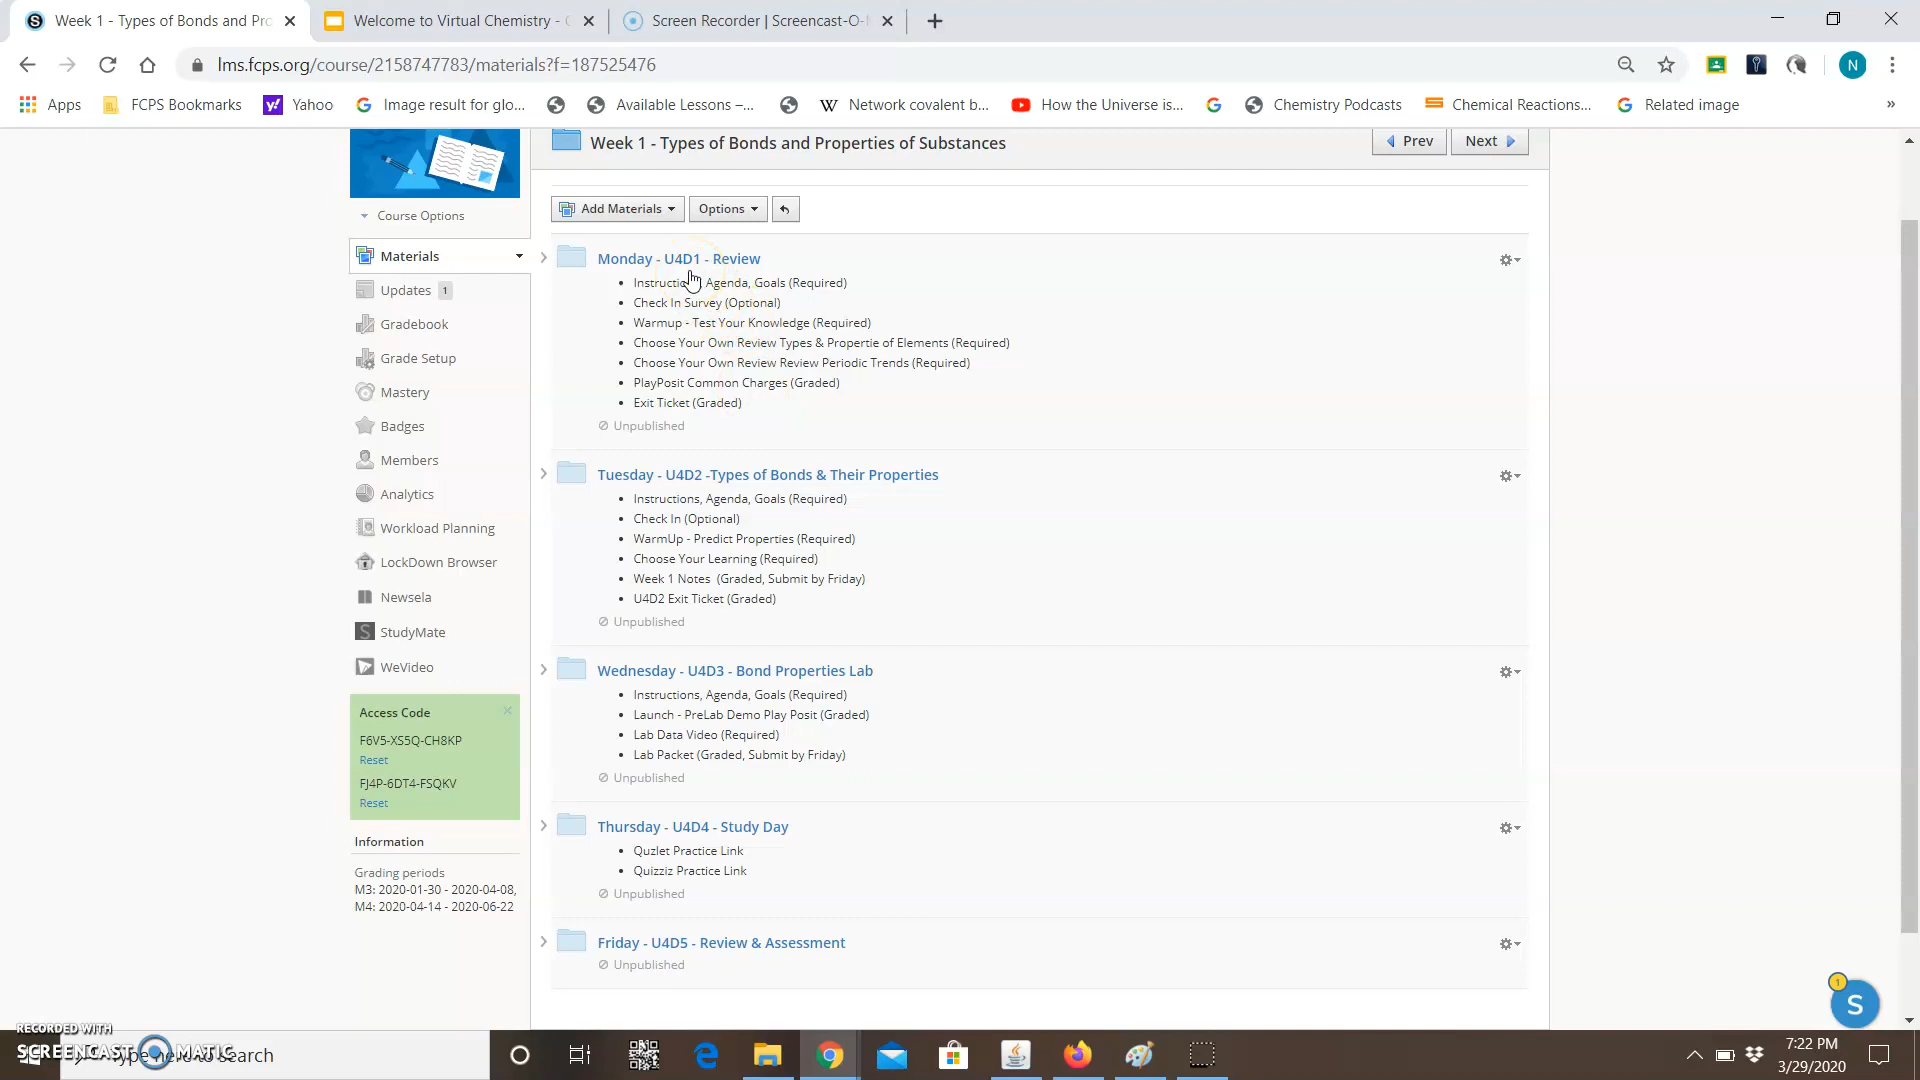 Week 1 - Types of Bonds and Pro
Welcome to Virtual Chemistry -
Screen Recorder | Screencast-O-
lms.fcps.org/course/2158747783/materials?f=187525476
N
Apps
FCPS Bookmarks
Yahoo
Image result for glo...
Available Lessons –...
Network covalent b...
How the Universe is...
Chemistry Podcasts
Chemical Reactions...
Related image
»
Week 1 - Types of Bonds and Properties of Substances
Prev
Next
Add Materials
Options
Course Options
Materials
Updates 1
Gradebook
Grade Setup
Mastery
Badges
Members
Analytics
Workload Planning
LockDown Browser
Newsela
StudyMate
WeVideo
Access Code
F6V5-XS5Q-CH8KP
Reset
FJ4P-6DT4-FSQKV
Reset
Information
Grading periods
M3: 2020-01-30 - 2020-04-08,
M4: 2020-04-14 - 2020-06-22
Monday - U4D1 - Review
Instructio Agenda, Goals (Required)
Check In Survey (Optional)
Warmup - Test Your Knowledge (Required)
Choose Your Own Review Types & Propertie of Elements (Required)
Choose Your Own Review Review Periodic Trends (Required)
PlayPosit Common Charges (Graded)
Exit Ticket (Graded)
Unpublished
Tuesday - U4D2 -Types of Bonds & Their Properties
Instructions, Agenda, Goals (Required)
Check In (Optional)
WarmUp - Predict Properties (Required)
Choose Your Learning (Required)
Week 1 Notes (Graded, Submit by Friday)
U4D2 Exit Ticket (Graded)
Unpublished
Wednesday - U4D3 - Bond Properties Lab
Instructions, Agenda, Goals (Required)
Launch - PreLab Demo Play Posit (Graded)
Lab Data Video (Required)
Lab Packet (Graded, Submit by Friday)
Unpublished
Thursday - U4D4 - Study Day
Quzlet Practice Link
Quizziz Practice Link
Unpublished
Friday - U4D5 - Review & Assessment
Unpublished
1
S
RECORDED WITH
SCREENCAST MATIC
Type here to search
7:22 PM
3/29/2020